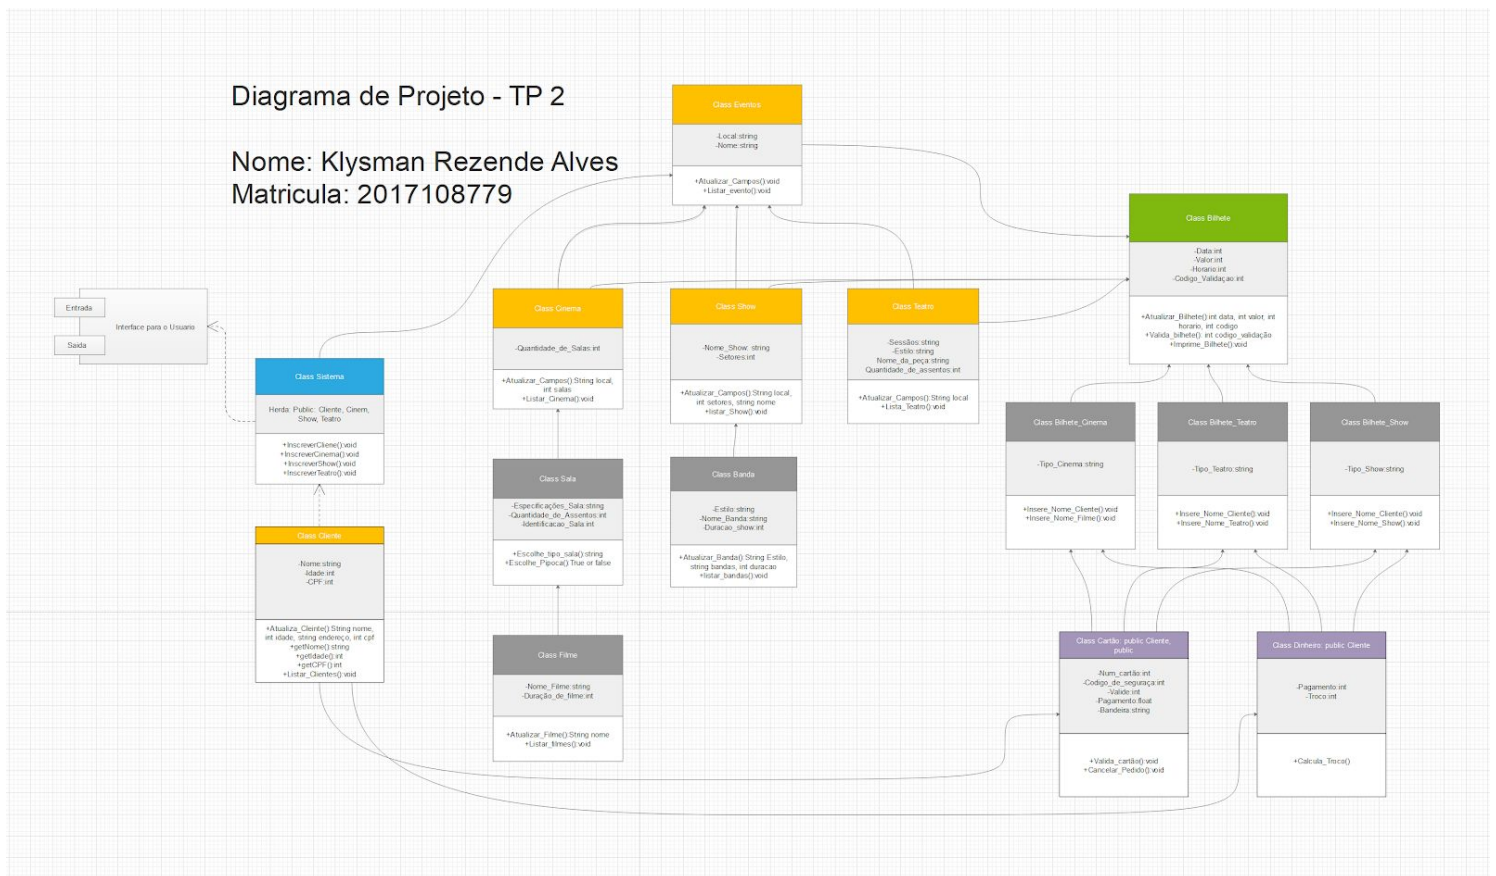 Diagrama de Projeto - TP 2
Nome: Klysman Rezende Alves
Matricula: 2017108779
Class Eventos
-Local:string
-Nome:string
+Atualizar_Campos():void
+Listar_evento():void
Class Bilhete
-Data:int
-Valor:int
-Horario:int
-Codigo_Validaçao:int
+Atualizar_Bilhete():int data, int valor, int
horario, int codigo
+Valida_bilhete(): int codigo_validação
+Imprime_Bilhete():void
Entrada
Saida
Interface para o Usuario
Class Sistema
Herda: Public: Cliente, Cinem,
Show, Teatro
+InscreverCliene():void
+InscreverCinema():void
+InscreverShow():void
+InscreverTeatro():void
Class Cinema
-Quantidade_de_Salas:int
+Atualizar_Campos():String local,
int salas
+Listar_Cinema():void
Class Show
-Nome_Show: string
-Setores:int
+Atualizar_Campos():String local,
int setores, string nome
+listar_Show():void
Class Teatro
-Sessãos:string
-Estilo:string
Nome_da_peça:string
Quantidade_de_assentos:int
+Atualizar_Campos():String local
+Lista_Teatro():void
Class Bilhete_Cinema
-Tipo_Cinema:string
+Insere_Nome_Cliente():void
+Insere_Nome_Filme():void
Class Bilhete_Teatro
-Tipo_Teatro:string
+Insere_Nome_Cliente():void
+Insere_Nome_Teatro():void
Class Bilhete_Show
-Tipo_Show:string
+Insere_Nome_Cliente():void
+Insere_Nome_Show():void
Class Sala
-Especificações_Sala:string
-Quantidade_de_Assentos:int
-Identificacao_Sala:int
+Escolhe_tipo_sala():string
+Escolhe_Pipoca():True or false
Class Banda
-Estilo:string
-Nome_Banda:string
-Duracao_show:int
+Atualizar_Banda():String Estilo,
string bandas, int duracao
+listar_bandas():void
Class Cliente
-Nome:string
-Idade:int
-CPF:int
+Atualiza_Cleinte():String nome,
int idade, string endereço, int cpf
+getNome():string
+getIdade():int
+getCPF():int
+Listar_Clientes():void
Class Filme
-Nome_Filme:string
-Duração_de_filme:int
+Atualizar_Filme():String nome
+Listar_filmes():void
Class Cartão: public Cliente,
public
-Num_cartão:int
-Codigo_de_seguraça:int
-Valide:int
-Pagamento:float
-Bandeira:string
+Valida_cartão():void
+Cancelar_Pedido():void
Class Dinheiro: public Cliente
-Pagamento:int
-Troco:int
+Calcula_Troco()